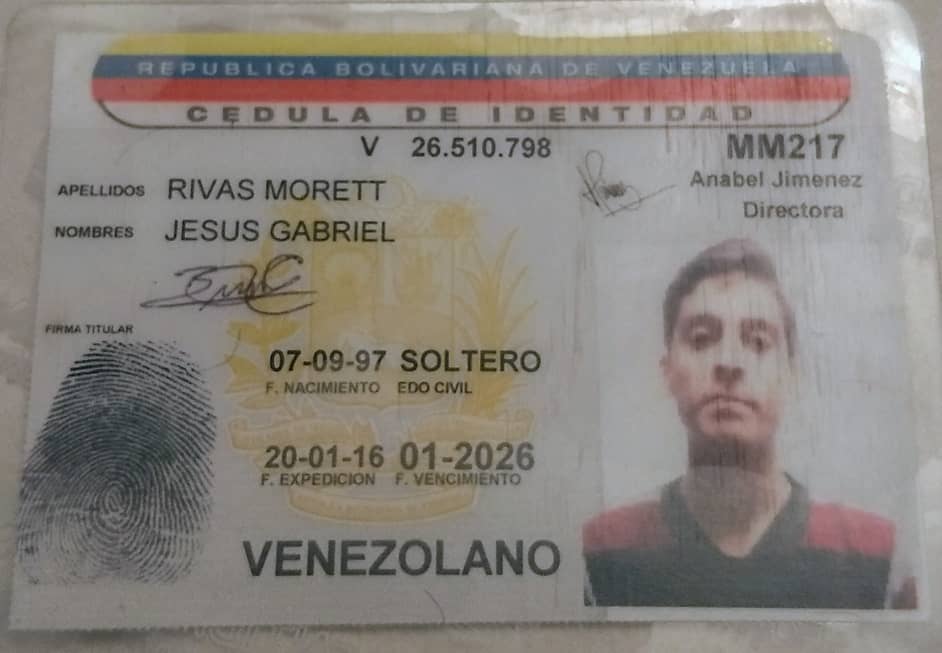 REPUBLICA BOLIVARIANA DE VENEZUELA
CEDULA DE IDENTIDAD
V 26.510.798
MM217
Anabel Jimenez
Directora
APELLIDOS RIVAS MORETT
NOMBRES JESUS GABRIEL
FIRMA TITULAR
07-09-97 SOLTERO
F. NACIMIENTO EDO CIVIL
20-01-16 01-2026
F. EXPEDICION F. VENCIMIENTO
VENEZOLANO